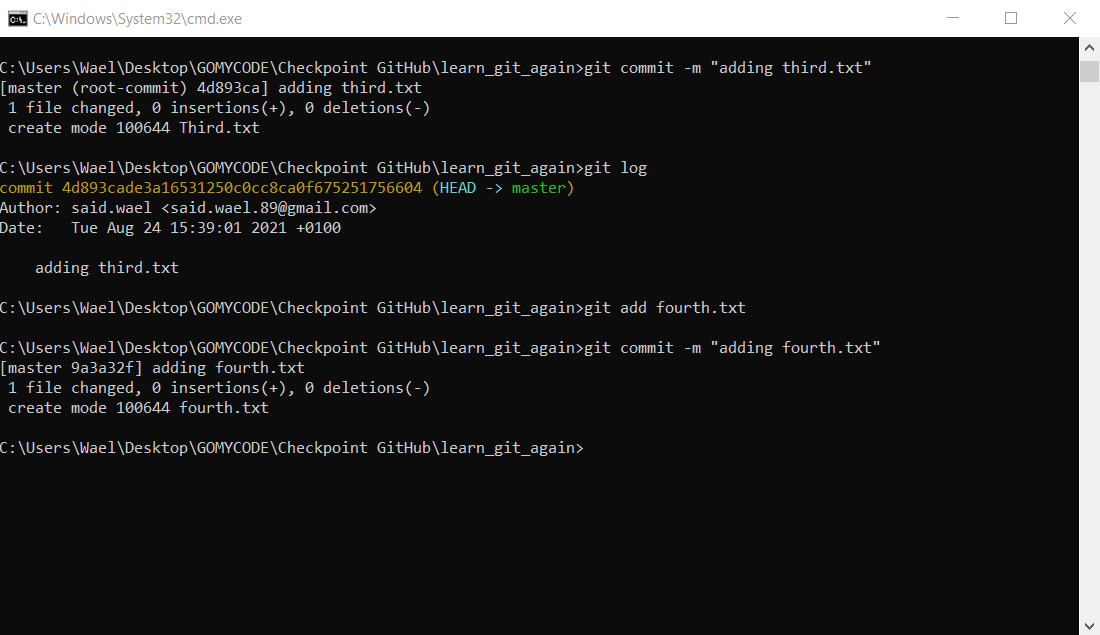 C:\Windows\System32\cmd.exe
C:\Users\Wael\Desktop\GOMYCODE\Checkpoint GitHub\learn_git_again>git commit -m "adding third.txt"
[master (root-commit) 4d893ca] adding third.txt
 1 file changed, 0 insertions(+), 0 deletions(-)
 create mode 100644 Third.txt
C:\Users\Wael\Desktop\GOMYCODE\Checkpoint GitHub\learn_git_again>git log
commit 4d893cade3a16531250c0cc8ca0f675251756604 (HEAD -> master)
Author: said.wael <said.wael.89@gmail.com>
Date:   Tue Aug 24 15:39:01 2021 +0100
    adding third.txt
C:\Users\Wael\Desktop\GOMYCODE\Checkpoint GitHub\learn_git_again>git add fourth.txt
C:\Users\Wael\Desktop\GOMYCODE\Checkpoint GitHub\learn_git_again>git commit -m "adding fourth.txt"
[master 9a3a32f] adding fourth.txt
 1 file changed, 0 insertions(+), 0 deletions(-)
 create mode 100644 fourth.txt
C:\Users\Wael\Desktop\GOMYCODE\Checkpoint GitHub\learn_git_again>